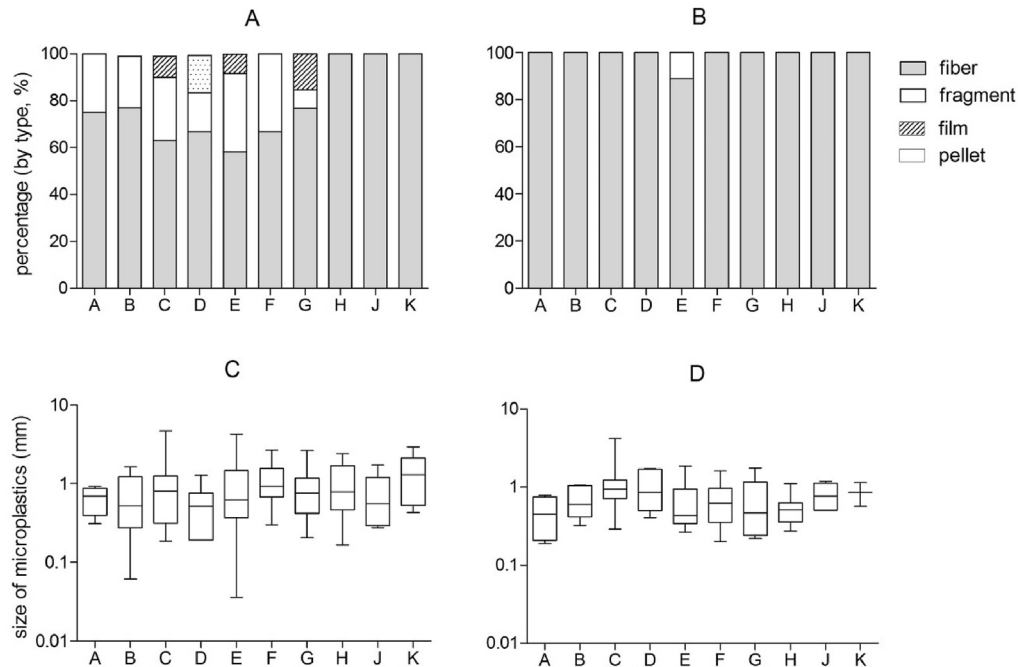 A
percentage (by type, %)
100
80
60
40
20
0
A B C D E F G H J K
B
100
80
60
40
20
0
A B C D E F G H J K
fiber
fragment
film
pellet
C
size of microplastics (mm)
10
1
0.1
0.01
A B C D E F G H J K
D
10
1
0.1
0.01
A B C D E F G H J K